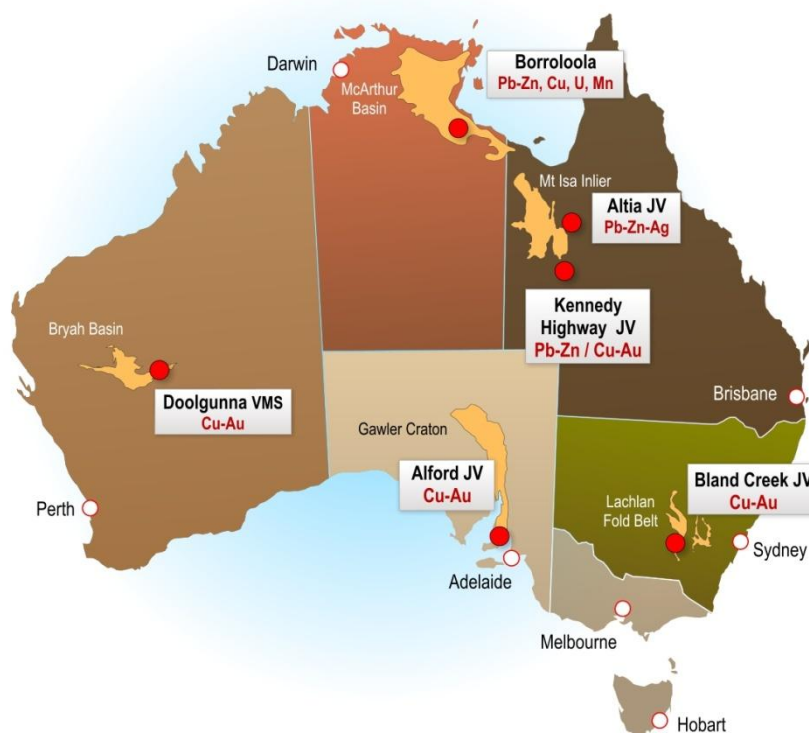 Darwin
McArthur
Basin
Borroloola
Pb-Zn, Cu, U, Mn
Mt Isa Inlier
Altia JV
Pb-Zn-Ag
Kennedy
Highway JV
Pb-Zn / Cu-Au
Bryah Basin
Doolgunna VMS
Cu-Au
Brisbane
Gawler Craton
Alford JV
Cu-Au
Bland Creek JV
Cu-Au
Lachlan
Fold Belt
Perth
Sydney
Adelaide
Melbourne
Hobart